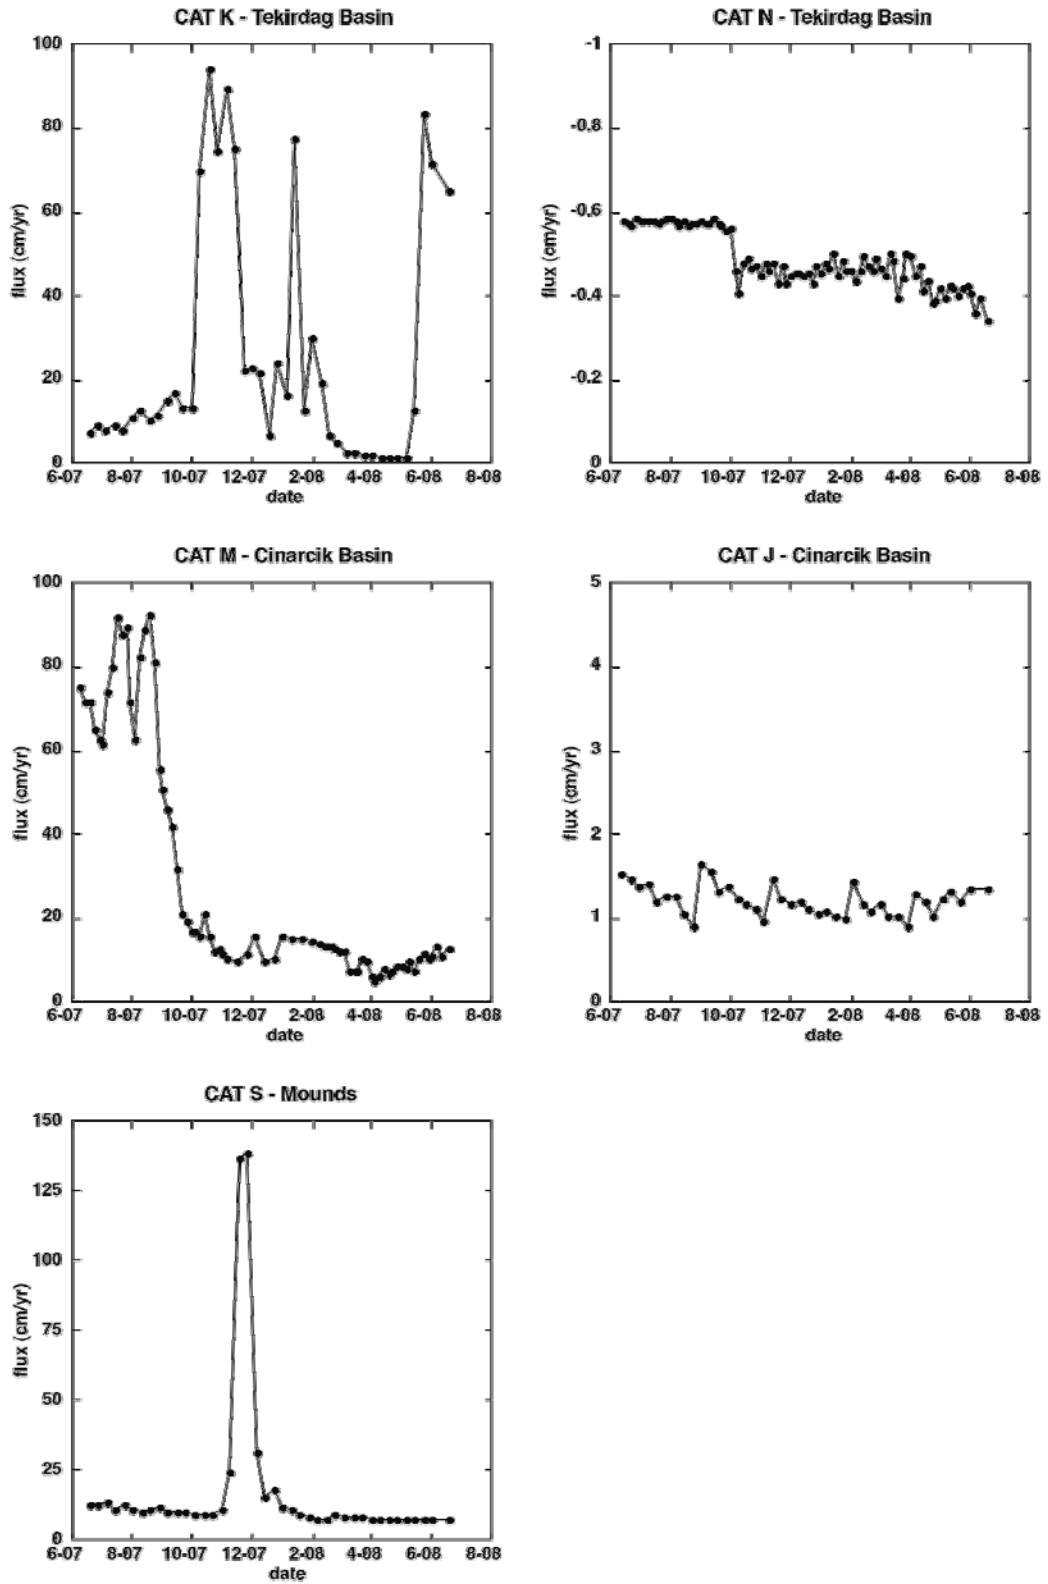 CAT K - Tekirdag Basin
100
80
60
40
20
0
flux (cm/yr)
6-07 8-07 10-07 12-07 2-08 4-08 6-08 8-08
date
CAT N - Tekirdag Basin
-1
-0.8
-0.6
-0.4
-0.2
0
flux (cm/yr)
6-07 8-07 10-07 12-07 2-08 4-08 6-08 8-08
date
CAT M - Cinarcik Basin
100
80
60
40
20
0
flux (cm/yr)
6-07 8-07 10-07 12-07 2-08 4-08 6-08 8-08
date
CAT J - Cinarcik Basin
5
4
3
2
1
0
flux (cm/yr)
6-07 8-07 10-07 12-07 2-08 4-08 6-08 8-08
date
CAT S - Mounds
150
125
100
75
50
25
0
flux (cm/yr)
6-07 8-07 10-07 12-07 2-08 4-08 6-08 8-08
date